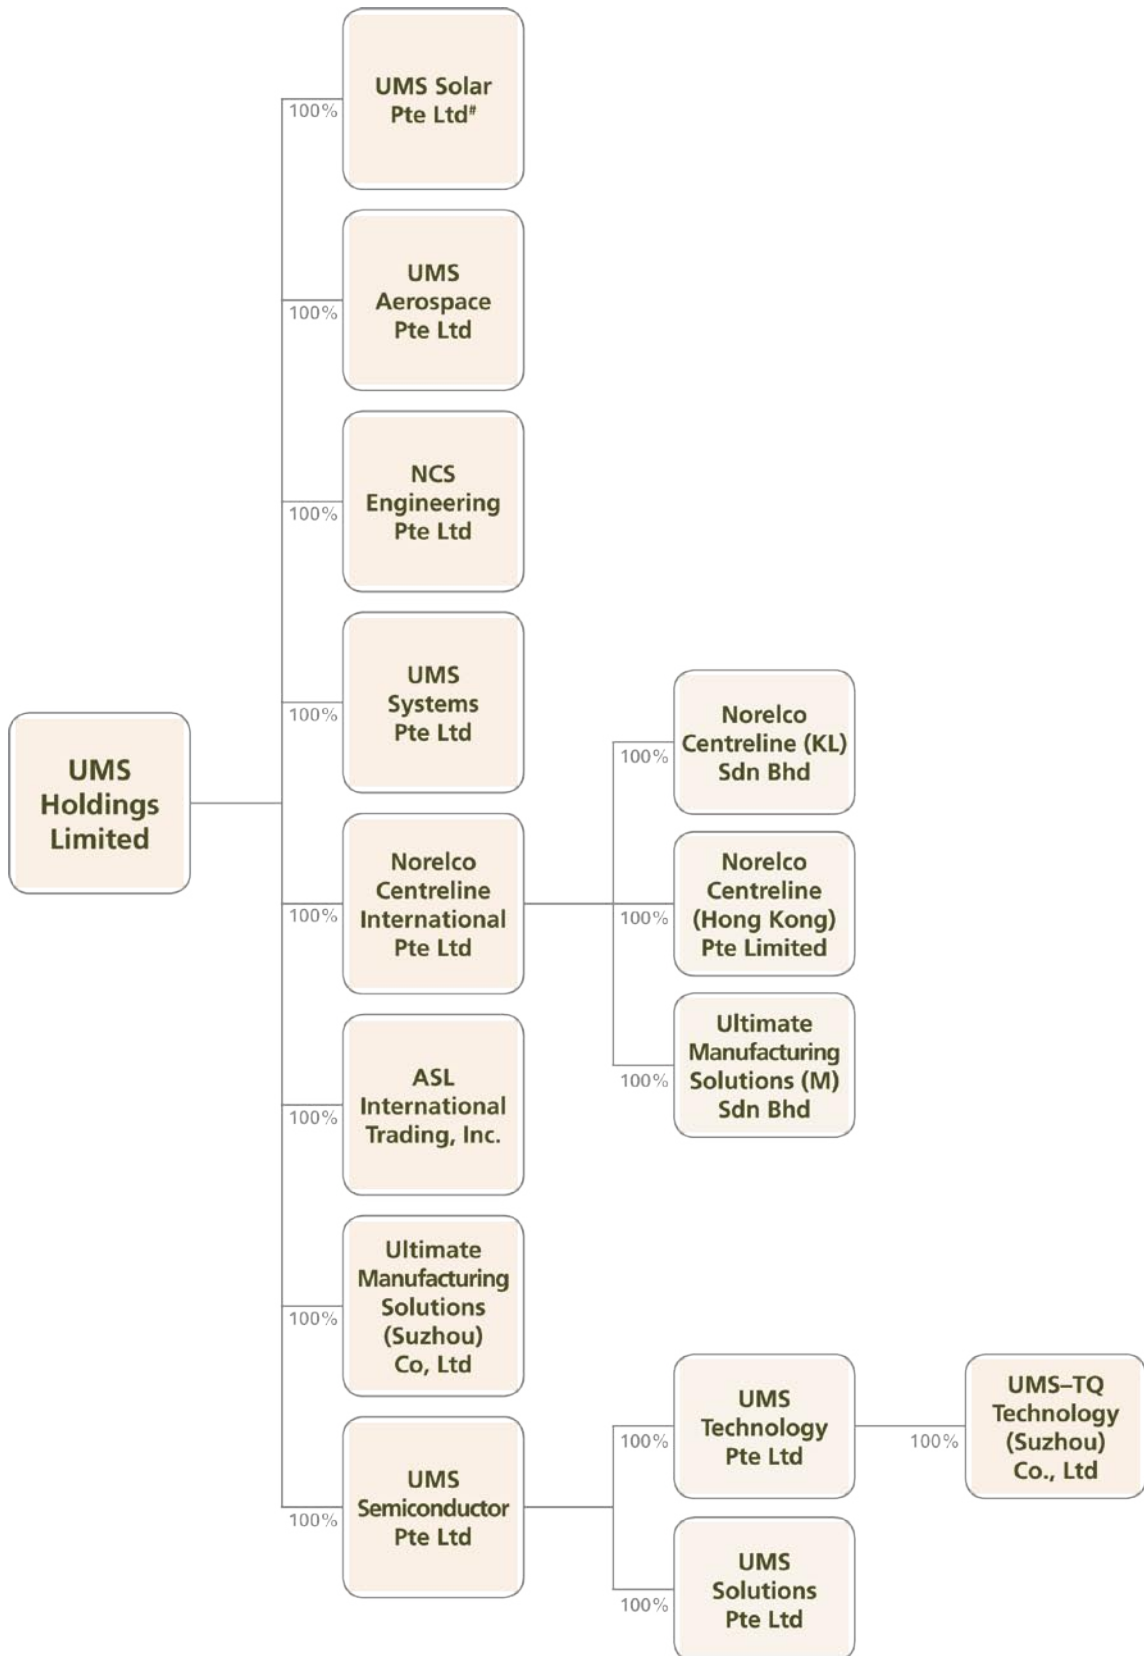 UMS Solar
Pte Ltd#
100%
UMS
Aerospace
Pte Ltd
100%
NCS
Engineering
Pte Ltd
100%
UMS
Systems
Pte Ltd
100%
UMS
Holdings
Limited
Norelco
Centreline
International
Pte Ltd
100%
Norelco
Centreline (KL)
Sdn Bhd
100%
Norelco
Centreline
(Hong Kong)
Pte Limited
100%
Ultimate
Manufacturing
Solutions (M)
Sdn Bhd
100%
ASL
International
Trading, Inc.
100%
Ultimate
Manufacturing
Solutions
(Suzhou)
Co, Ltd
100%
UMS
Semiconductor
Pte Ltd
100%
UMS
Technology
Pte Ltd
100%
UMS–TQ
Technology
(Suzhou)
Co., Ltd
100%
UMS
Solutions
Pte Ltd
100%